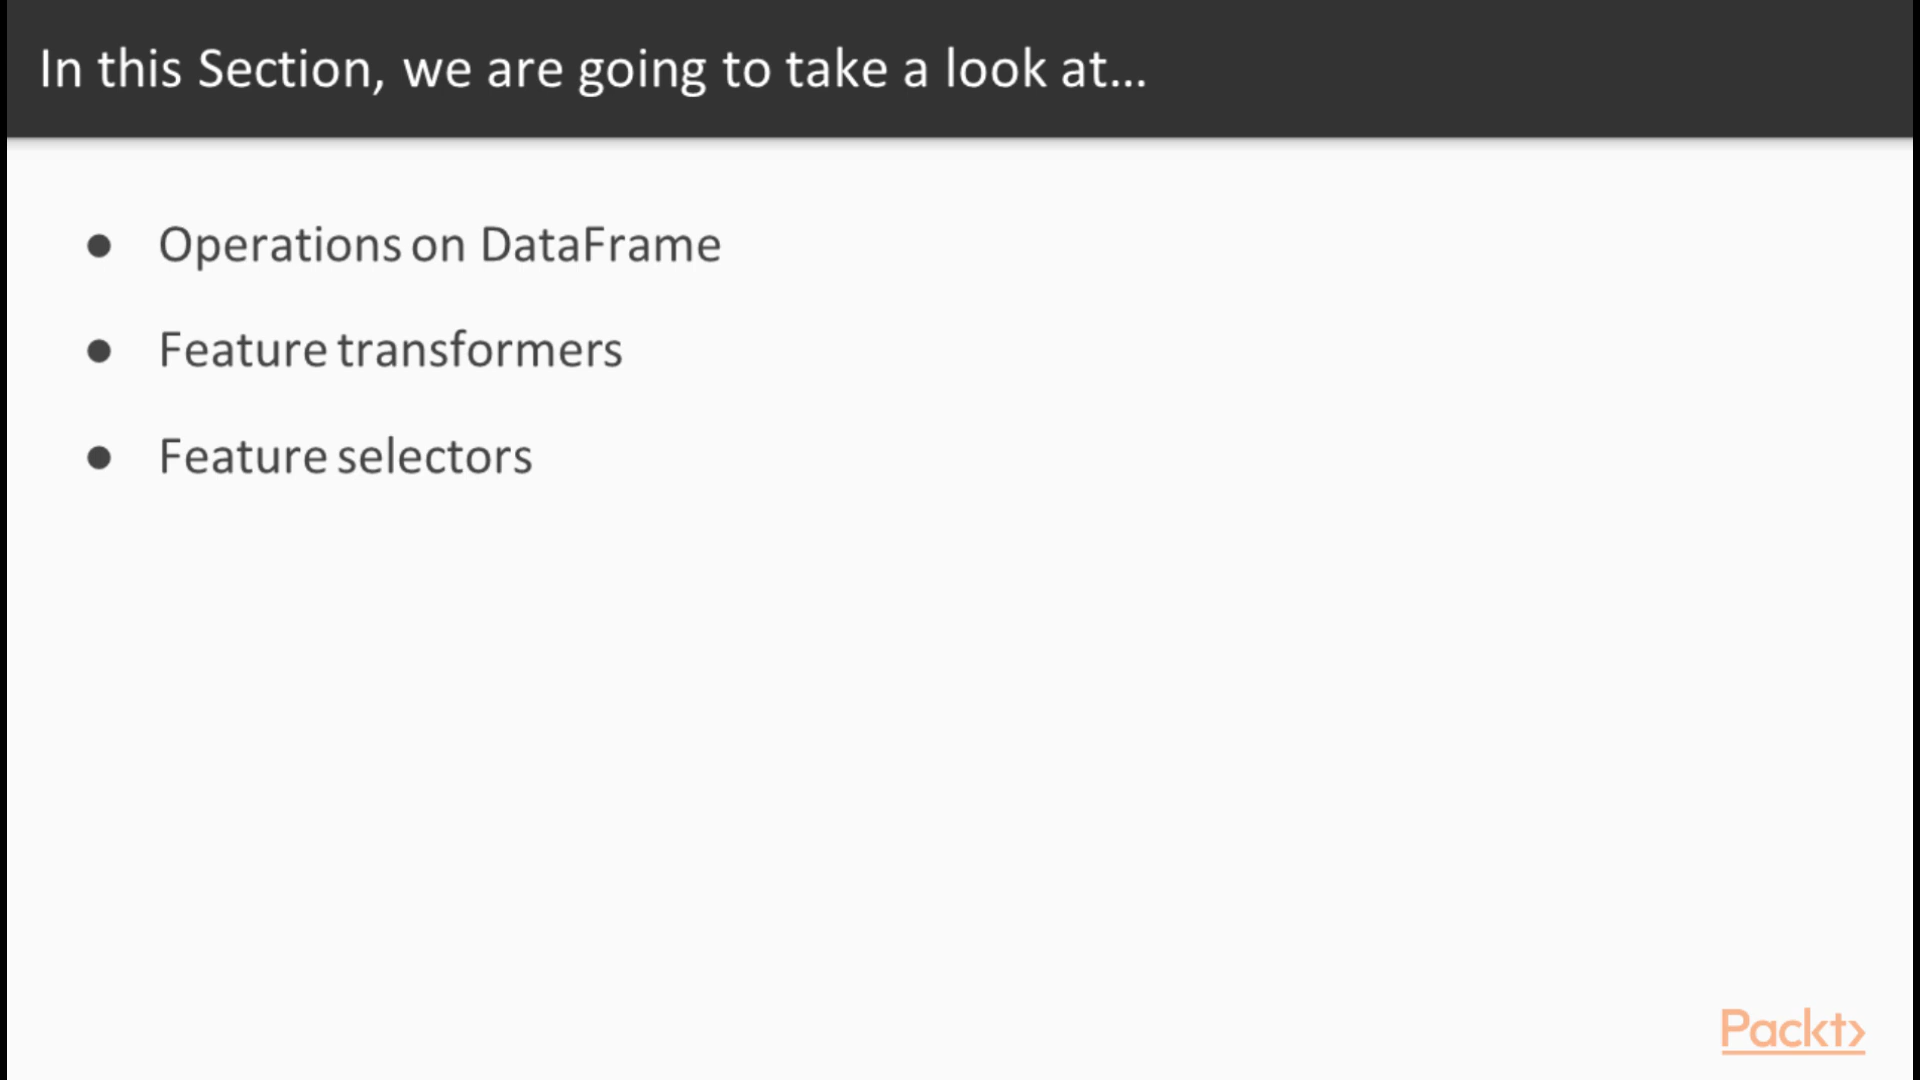 In this Section, we are going to take a look at...
● Operations on DataFrame
● Feature transformers
● Feature selectors
Packt>